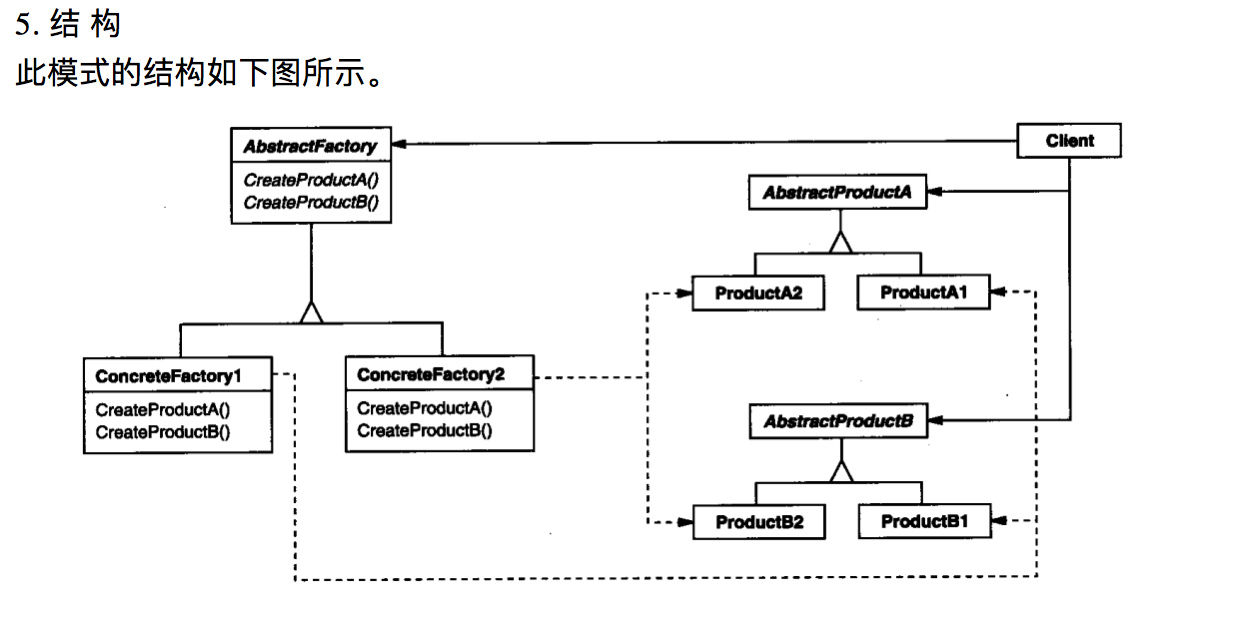 5. 结 构
此模式的结构如下图所示。
AbstractFactory
CreateProductA()
CreateProductB()
Client
AbstractProductA
ProductA2
ProductA1
ConcreteFactory1
CreateProductA()
CreateProductB()
ConcreteFactory2
CreateProductA()
CreateProductB()
AbstractProductB
ProductB2
ProductB1